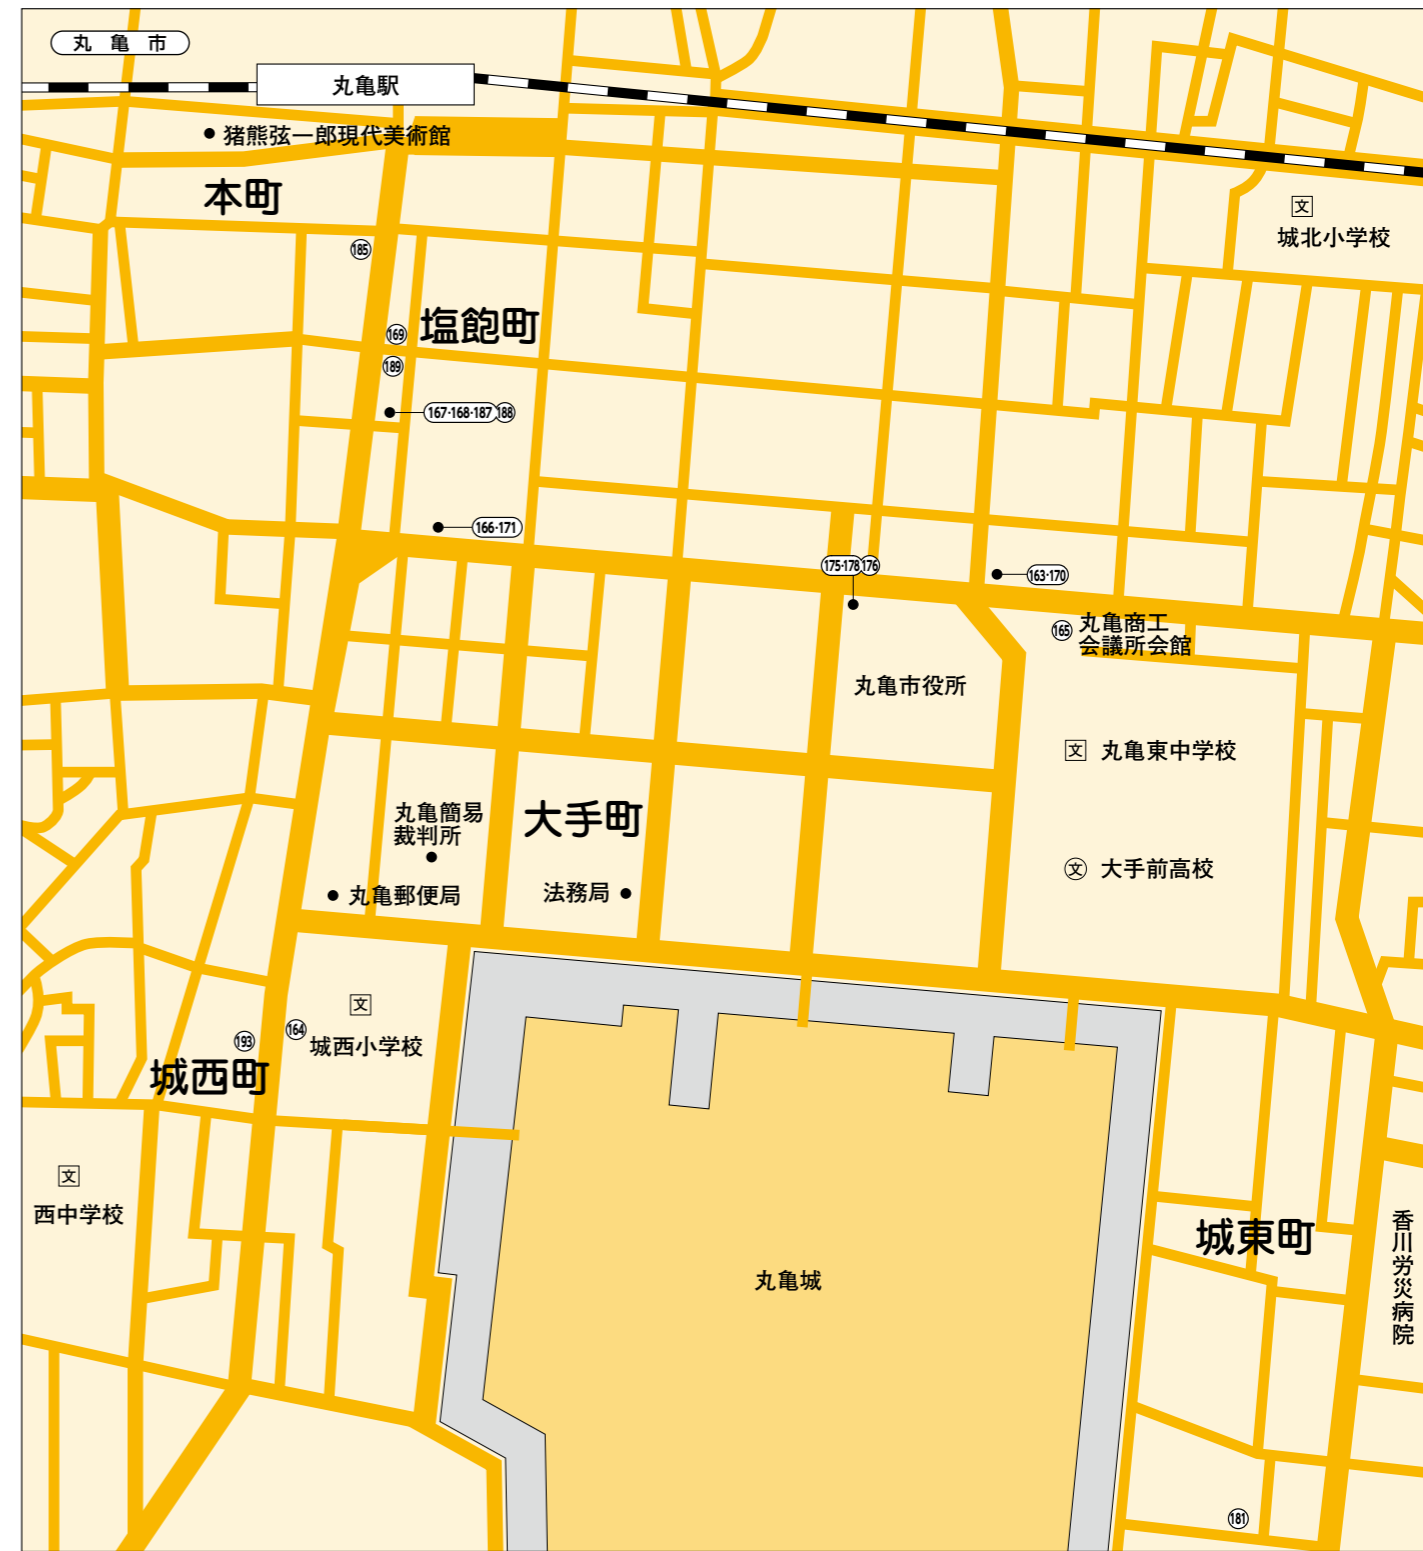 丸亀市
丸亀駅
猪熊弦一郎現代美術館
本町
文
城北小学校
185
169
塩飽町
189
167·168·187
188
166·171
175·178
176
163·170
165
丸亀商工
会議所会館
丸亀市役所
文
丸亀東中学校
丸亀簡易
裁判所
大手町
文
大手前高校
丸亀郵便局
法務局
文
城西小学校
164
193
城西町
文
西中学校
城東町
香川労災病院
丸亀城
181